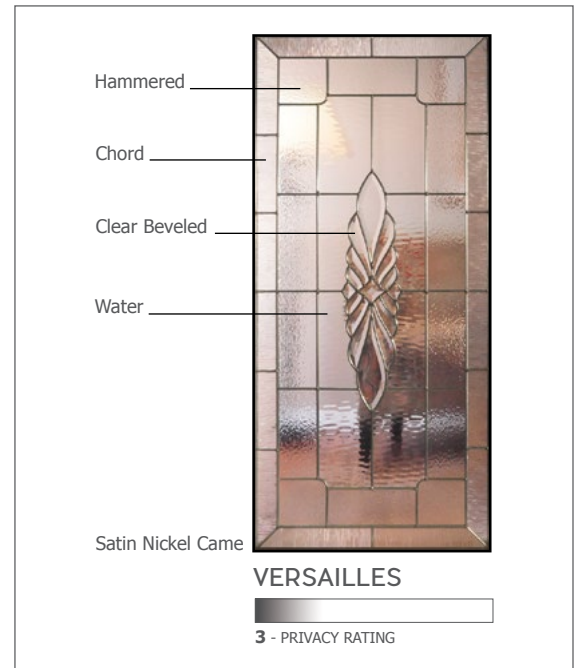 Hammered
Chord
Clear Beveled
Water
Satin Nickel Came
VERSAILLES
3 - PRIVACY RATING